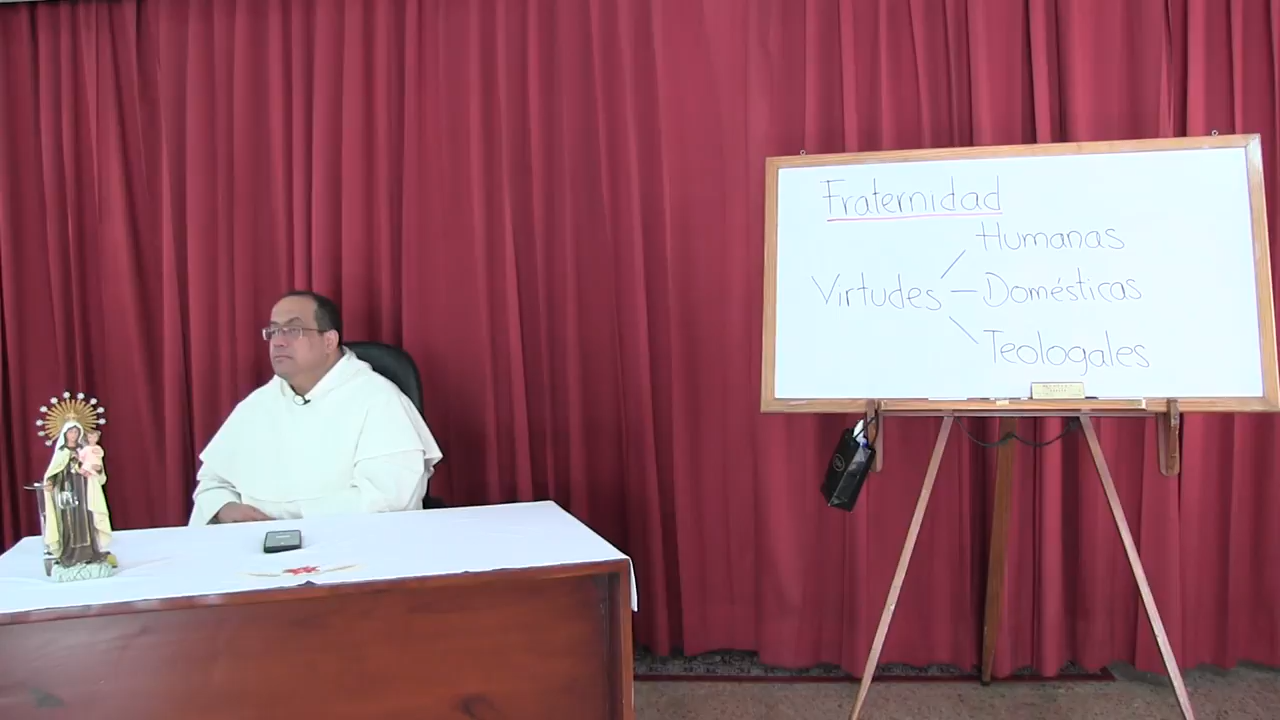 Fraternidad
Humanas
Virtudes
Domésticas
Teologales